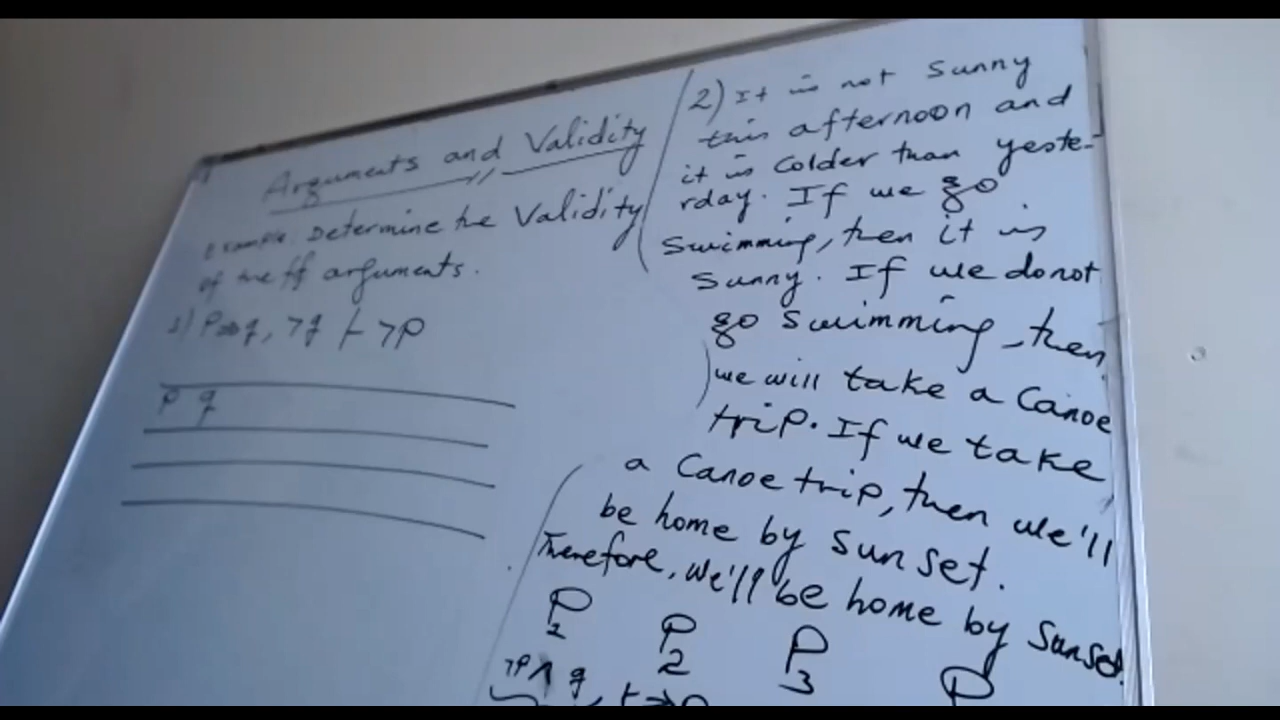 Arguments and Validity
example. Determine the Validity
of the ff arguments.
1) P⇒q, ¬q ⊢ ¬P
P q
2) It is not sunny
this afternoon and
it is Colder than yeste-
rday. If we go
Swimming, then it is
Sunny. If we do not
go Swimming, then
we will take a Canoe
trip. If we take
a Canoe trip, then we'll
be home by sunset.
Therefore, we'll be home by sunset.
P1 P2 P3 P
¬P ∧ q, r → P